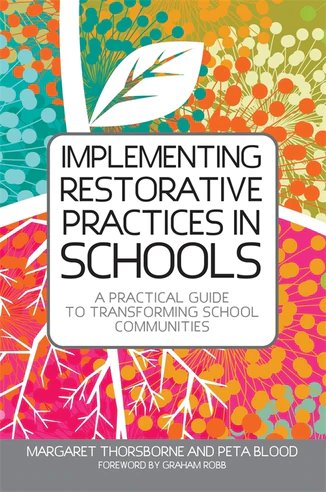 IMPLEMENTING
RESTORATIVE
PRACTICES IN
SCHOOLS
A PRACTICAL GUIDE
TO TRANSFORMING SCHOOL
COMMUNITIES
MARGARET THORSBORNE AND PETA BLOOD
FOREWORD BY GRAHAM ROBB